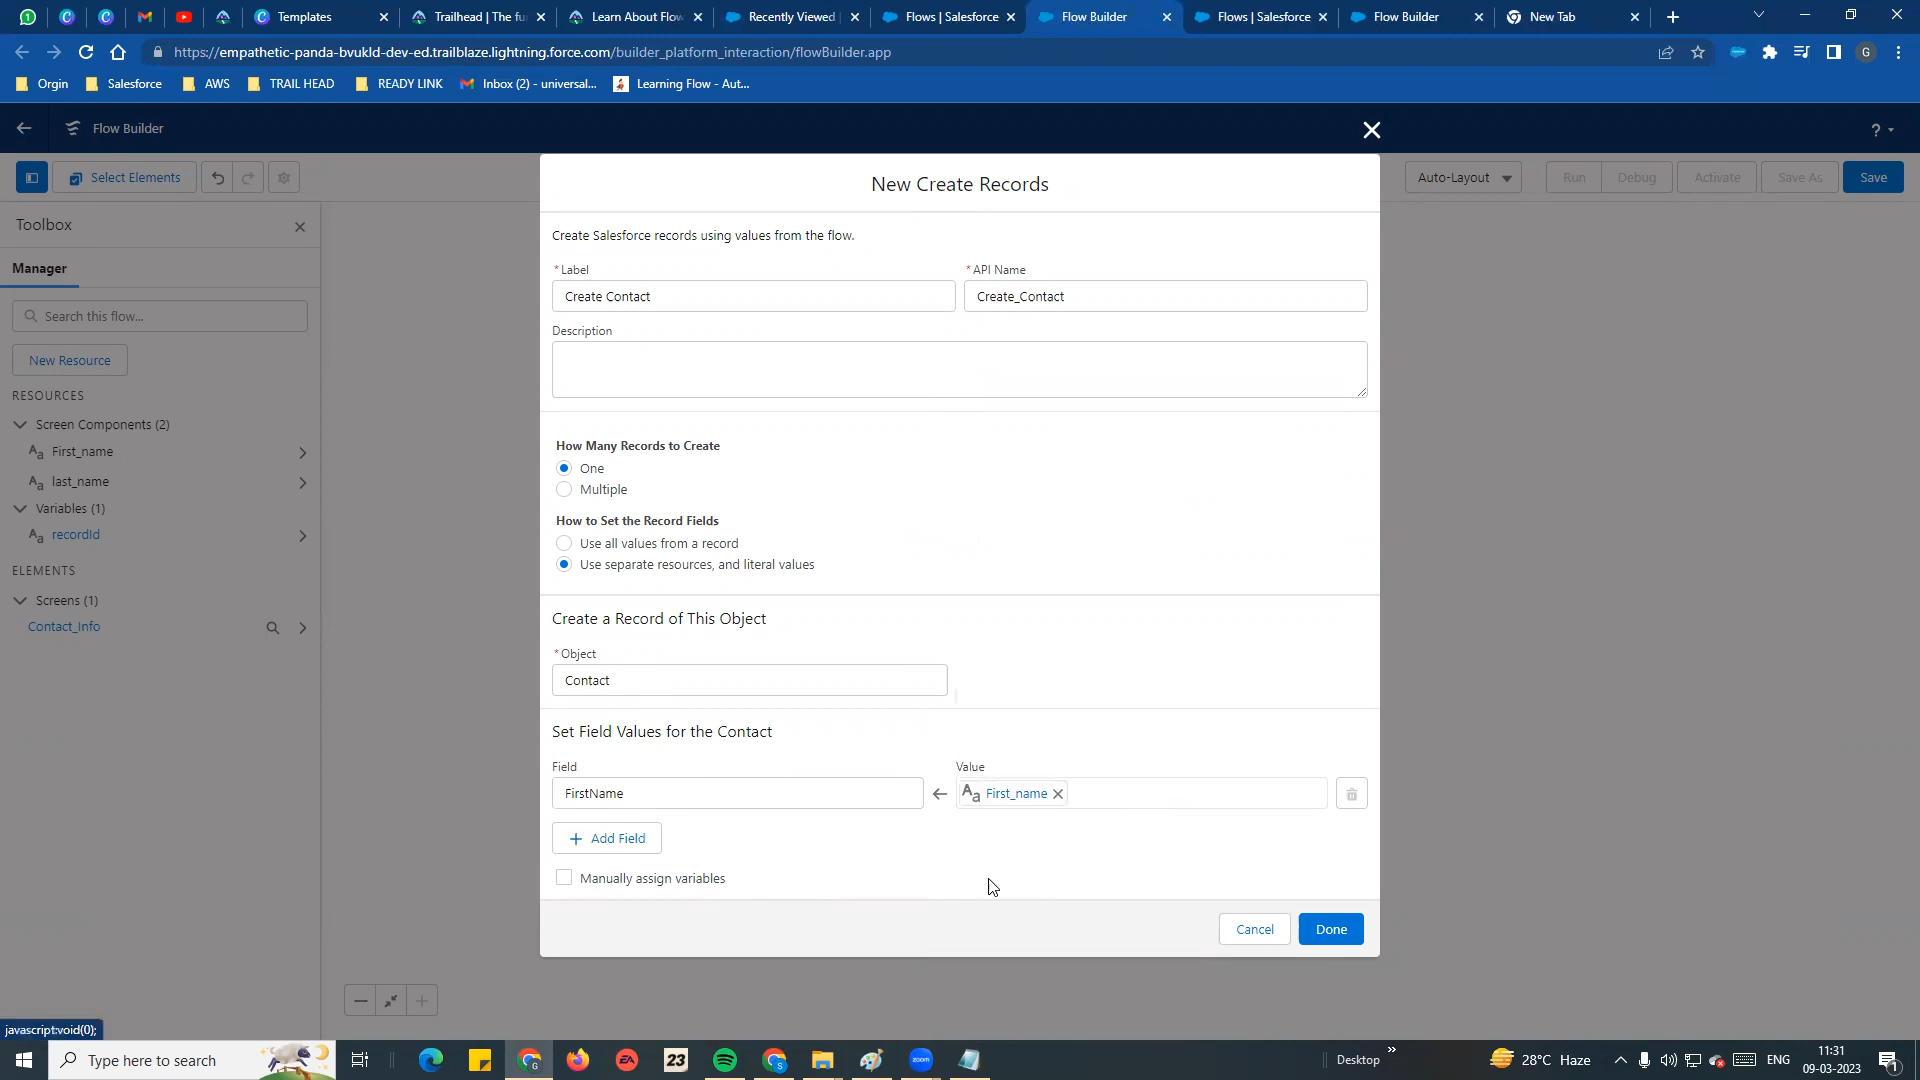 Templates
Trailhead | The fu
Learn About Flow
Recently Viewed
Flows | Salesforce
Flow Builder
Flows | Salesforce
Flow Builder
New Tab
https://empathetic-panda-bvukld-dev-ed.trailblaze.lightning.force.com/builder_platform_interaction/flowBuilder.app
G
Orgin
Salesforce
AWS
TRAIL HEAD
READY LINK
Inbox (2) - universal...
Learning Flow - Aut...
Flow Builder
?
Select Elements
Auto-Layout
Run
Debug
Activate
Save As
Save
Toolbox
Manager
Search this flow...
New Resource
RESOURCES
Screen Components (2)
Aa First_name
Aa last_name
Variables (1)
Aa recordId
ELEMENTS
Screens (1)
Contact_Info
New Create Records
Create Salesforce records using values from the flow.
* Label
* API Name
Create Contact
Create_Contact
Description
How Many Records to Create
One
Multiple
How to Set the Record Fields
Use all values from a record
Use separate resources, and literal values
Create a Record of This Object
* Object
Contact
Set Field Values for the Contact
Field
Value
FirstName
Aa First_name
+ Add Field
Manually assign variables
Cancel
Done
javascript:void(0);
Type here to search
EA
23
zoom
Desktop
28°C Haze
ENG
11:31
09-03-2023
1